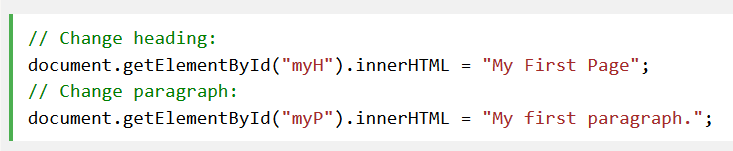 // Change heading:
document.getElementById("myH").innerHTML = "My First Page";
// Change paragraph:
document.getElementById("myP").innerHTML = "My first paragraph.";